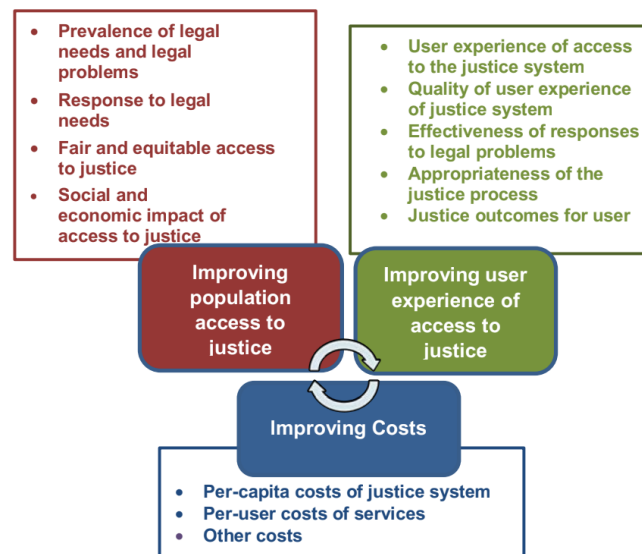 • Prevalence of legal
needs and legal
problems
• Response to legal
needs
• Fair and equitable access
to justice
• Social and
economic impact of
access to justice
• User experience of access
to the justice system
• Quality of user experience
of justice system
• Effectiveness of responses
to legal problems
• Appropriateness of the
justice process
• Justice outcomes for user
Improving
population
access to
justice
Improving user
experience of
access to
justice
Improving Costs
• Per-capita costs of justice system
• Per-user costs of services
• Other costs